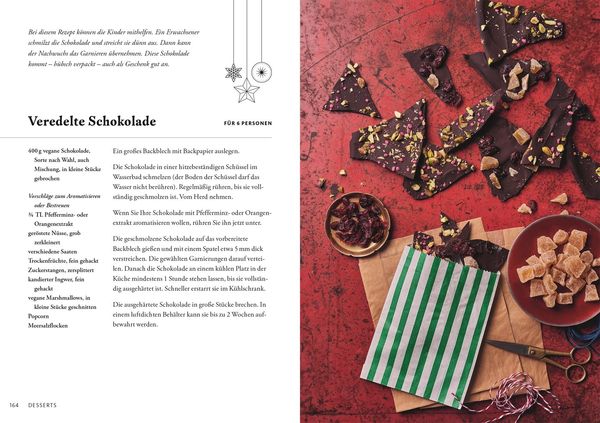 Bei diesem Rezept können die Kinder mithelfen. Ein Erwachsener
schmilzt die Schokolade und streicht sie dünn aus. Dann kann
der Nachwuchs das Garnieren übernehmen. Diese Schokolade
kommt – hübsch verpackt – auch als Geschenk gut an.
Veredelte Schokolade
FÜR 6 PERSONEN
400 g vegane Schokolade,
Sorte nach Wahl, auch
Mischung, in kleine Stücke
gebrochen
Vorschläge zum Aromatisieren
oder Bestreuen
¾ TL Pfefferminz- oder
Orangenextrakt
geröstete Nüsse, grob
zerkleinert
verschiedene Saaten
Trockenfrüchte, fein gehackt
Zuckerstangen, zersplittert
kandierter Ingwer, fein
gehackt
vegane Marshmallows, in
kleine Stücke geschnitten
Popcorn
Meersalzflocken
Ein großes Backblech mit Backpapier auslegen.
Die Schokolade in einer hitzebeständigen Schüssel im
Wasserbad schmelzen (der Boden der Schüssel darf das
Wasser nicht berühren). Regelmäßig rühren, bis sie voll-
ständig geschmolzen ist. Vom Herd nehmen.
Wenn Sie Ihre Schokolade mit Pfefferminz- oder Orangen-
extrakt aromatisieren wollen, rühren Sie ihn jetzt unter.
Die geschmolzene Schokolade auf das vorbereitete
Backblech gießen und mit einem Spatel etwa 5 mm dick
verstreichen. Die gewählten Garnierungen darauf vertei-
len. Danach die Schokolade an einem kühlen Platz in der
Küche mindestens 1 Stunde stehen lassen, bis sie vollstän-
dig ausgehärtet ist. Schneller erstarrt sie im Kühlschrank.
Die ausgehärtete Schokolade in große Stücke brechen. In
einem luftdichten Behälter kann sie bis zu 2 Wochen auf-
bewahrt werden.
164 DESSERTS